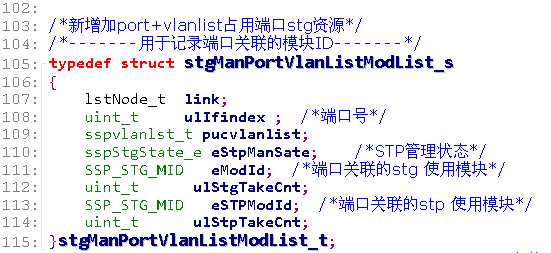 102:
103: /*新增加port+vlanlist占用端口stg资源*/
104: /*-------用于记录端口关联的模块ID--------*/
105: typedef struct stgManPortVlanListModList_s
106: {
107: lstNode_t link;
108: uint_t ulIfindex ; /*端口号*/
109: sspvlanlst_t pucvlanlist;
110: sspStgState_e eStpManSate; /*STP管理状态*/
111: SSP_STG_MID eModId; /*端口关联的stg 使用模块*/
112: uint_t ulStgTakeCnt;
113: SSP_STG_MID eSTPModId; /*端口关联的stp 使用模块*/
114: uint_t ulStpTakeCnt;
115: }stgManPortVlanListModList_t;